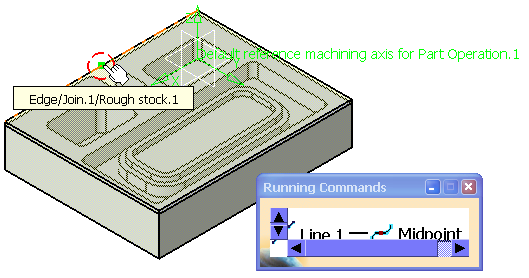 Default reference machining axis for Part Operation.1
Edge/Join.1/Rough stock.1
Running Commands
Line 1
Midpoint